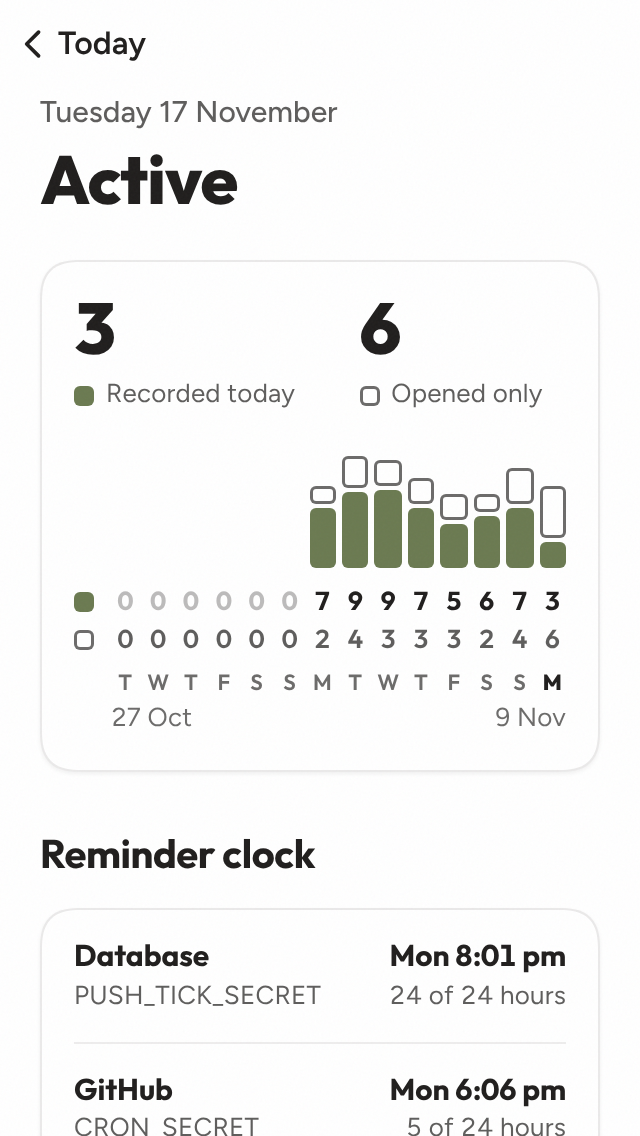 Today
Tuesday 17 November
Active
3 6
Recorded today Opened only
0 0 0 0 0 0 7 9 9 7 5 6 7 3
0 0 0 0 0 0 2 4 3 3 3 2 4 6
T W T F S S M T W T F S S M
27 Oct 9 Nov
Reminder clock
Database Mon 8:01 pm
PUSH_TICK_SECRET 24 of 24 hours
GitHub Mon 6:06 pm
CRON_SECRET 5 of 24 hours